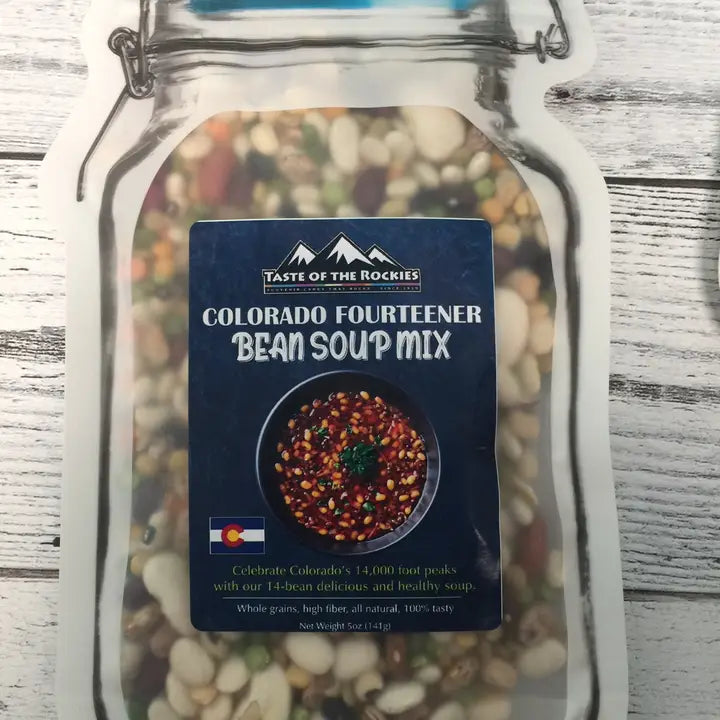 TASTE OF THE ROCKIES
COLORADO FOURTEENER
BEAN SOUP MIX
Celebrate Colorado's 14,000 foot peaks
with our 14-bean delicious and healthy soup.
Whole grains, high fiber, all natural, 100% tasty
Net Weight 5oz (141g)